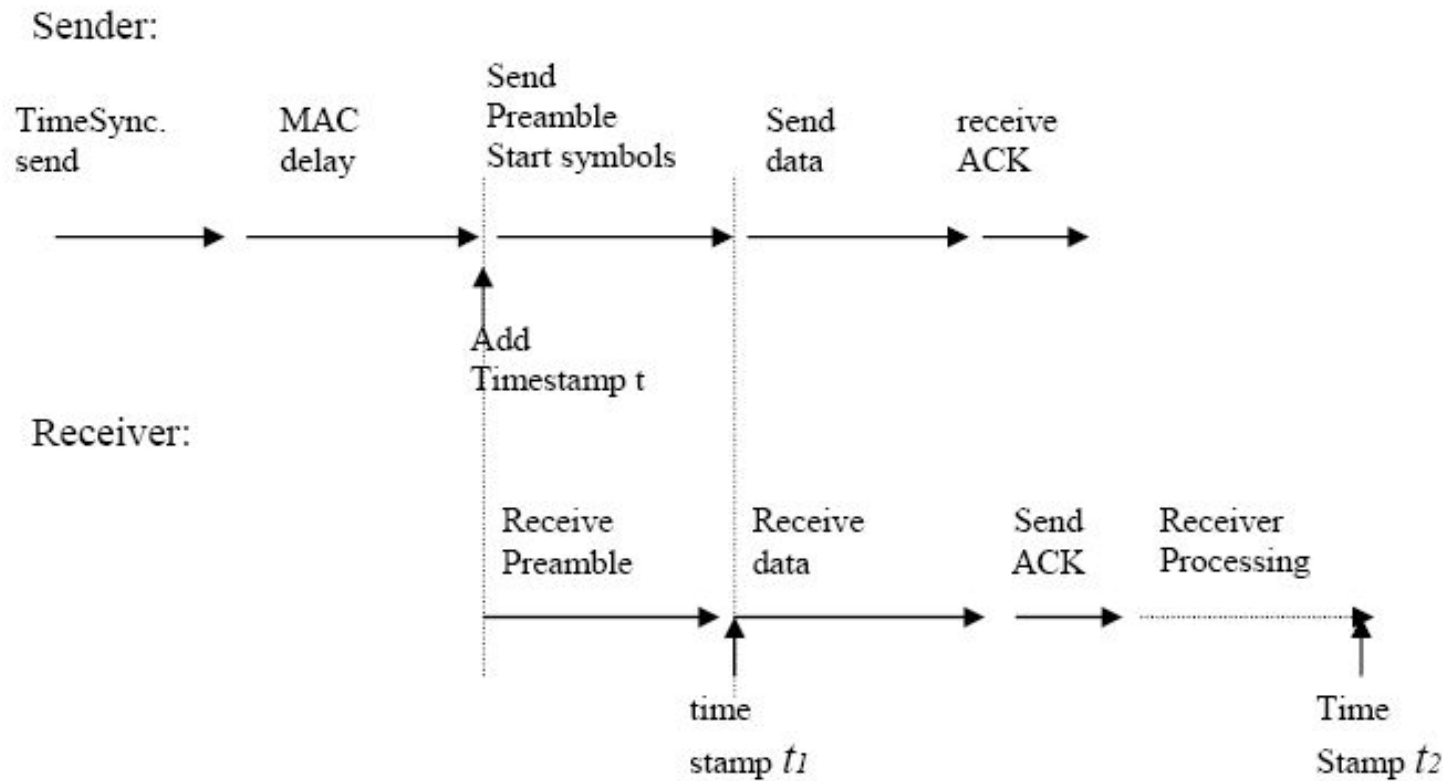 Sender:
TimeSync.
send
MAC
delay
Send
Preamble
Start symbols
Send
data
receive
ACK
Add
Timestamp t
Receiver:
Receive
Preamble
Receive
data
Send
ACK
Receiver
Processing
time
stamp t1
Time
Stamp t2